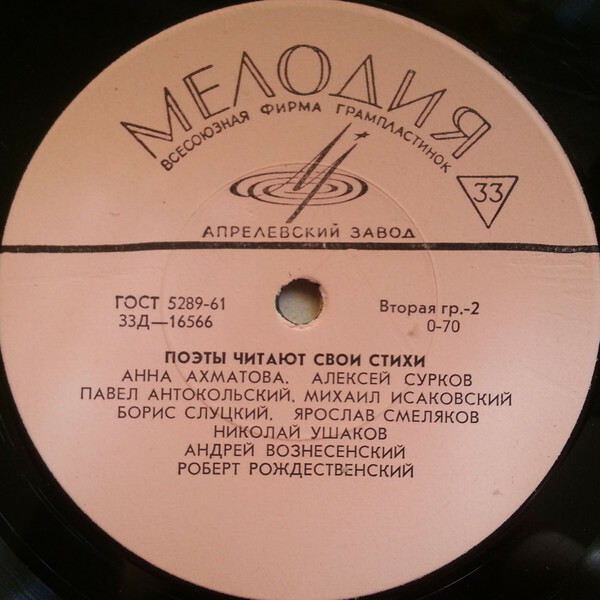 МЕЛОДИЯ
ВСЕСОЮЗНАЯ ФИРМА ГРАМПЛАСТИНОК
33
АПРЕЛЕВСКИЙ ЗАВОД
ГОСТ 5289-61
33Д—16566
Вторая гр.-2
0-70
ПОЭТЫ ЧИТАЮТ СВОИ СТИХИ
АННА АХМАТОВА, АЛЕКСЕЙ СУРКОВ
ПАВЕЛ АНТОКОЛЬСКИЙ, МИХАИЛ ИСАКОВСКИЙ
БОРИС СЛУЦКИЙ, ЯРОСЛАВ СМЕЛЯКОВ
НИКОЛАЙ УШАКОВ
АНДРЕЙ ВОЗНЕСЕНСКИЙ
РОБЕРТ РОЖДЕСТВЕНСКИЙ